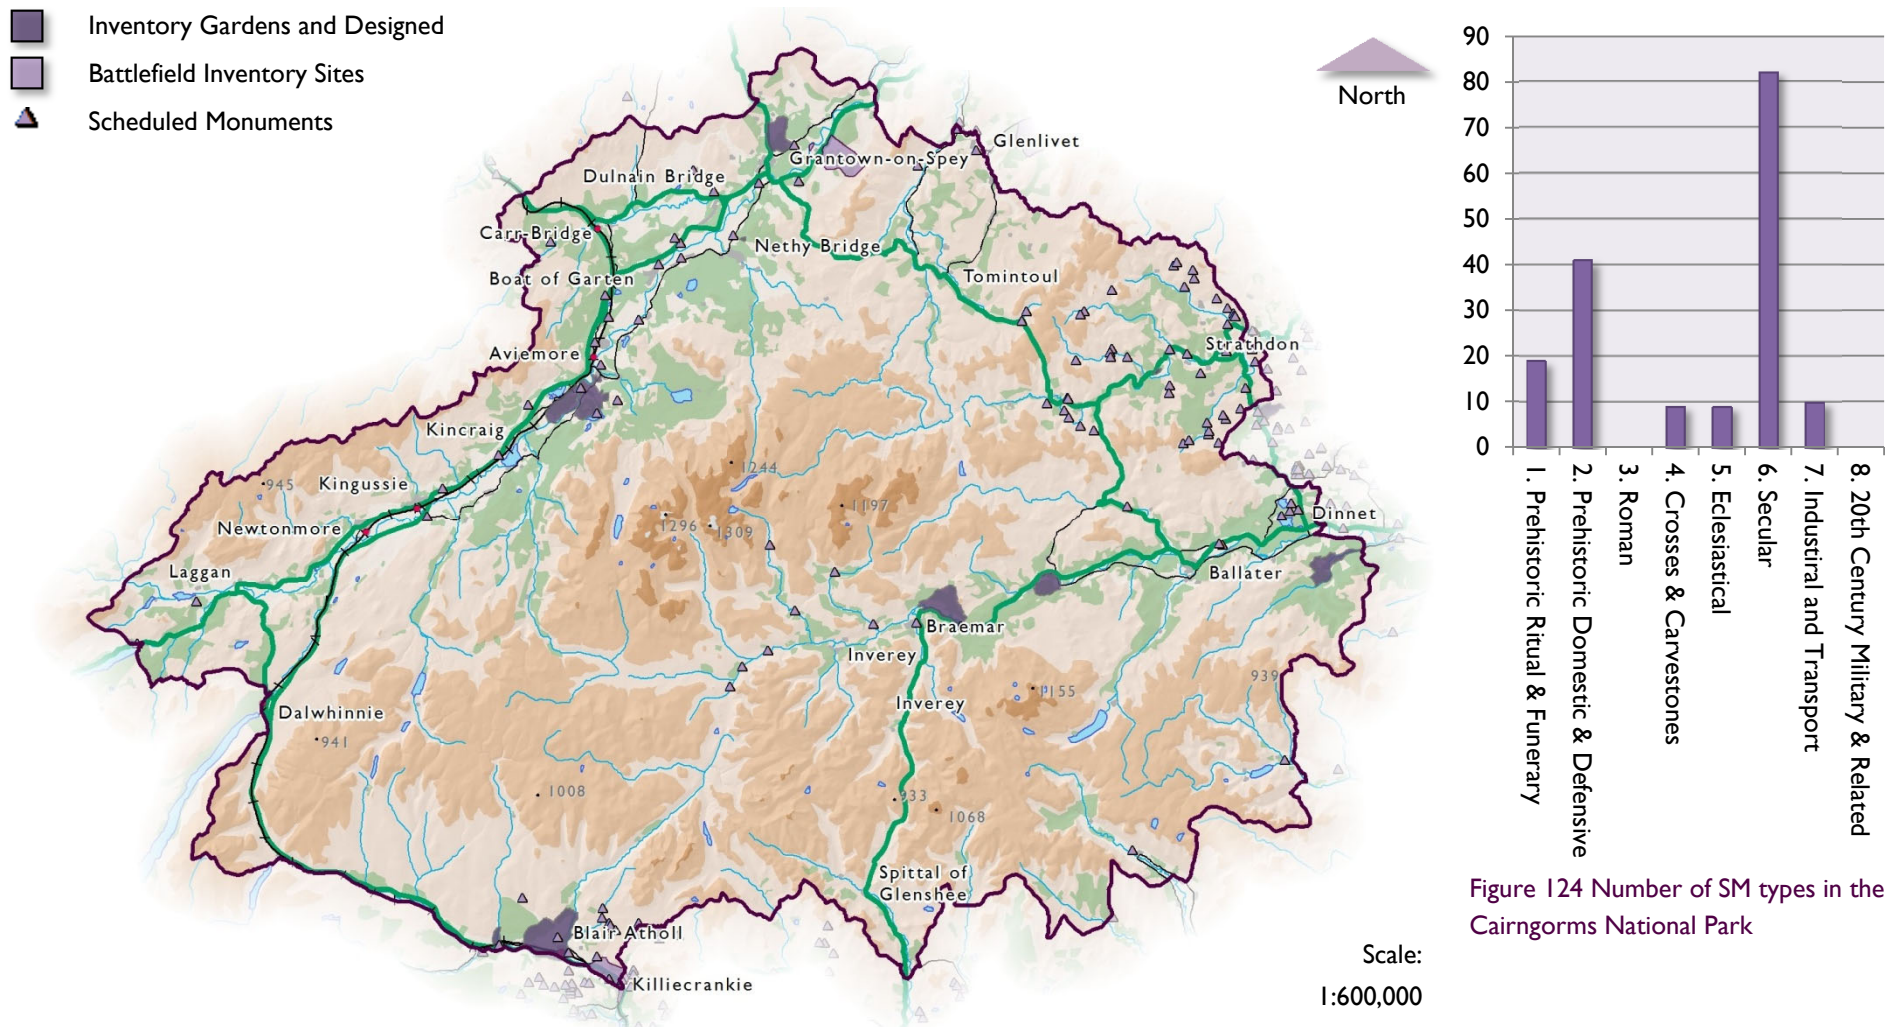 Inventory Gardens and Designed
Battlefield Inventory Sites
Scheduled Monuments
North
Glenlivet
Grantown-on-Spey
Dulnain Bridge
Carr-Bridge
Nethy Bridge
Boat of Garten
Tomintoul
Aviemore
Strathdon
Kincraig
1244
Kingussie
945
1197
Newtonmore
1296
1309
Dinnet
Laggan
Ballater
Braemar
Inverey
939
1155
Inverey
Dalwhinnie
941
1008
933
1068
Spittal of
Glenshee
Blair Atholl
Killiecrankie
Scale:
1:600,000
90
80
70
60
50
40
30
20
10
0
1. Prehistoric Ritual & Funerary
2. Prehistoric Domestic & Defensive
3. Roman
4. Crosses & Carvestones
5. Eclesiastical
6. Secular
7. Industiral and Transport
8. 20th Century Military & Related
Figure 124 Number of SM types in the
Cairngorms National Park